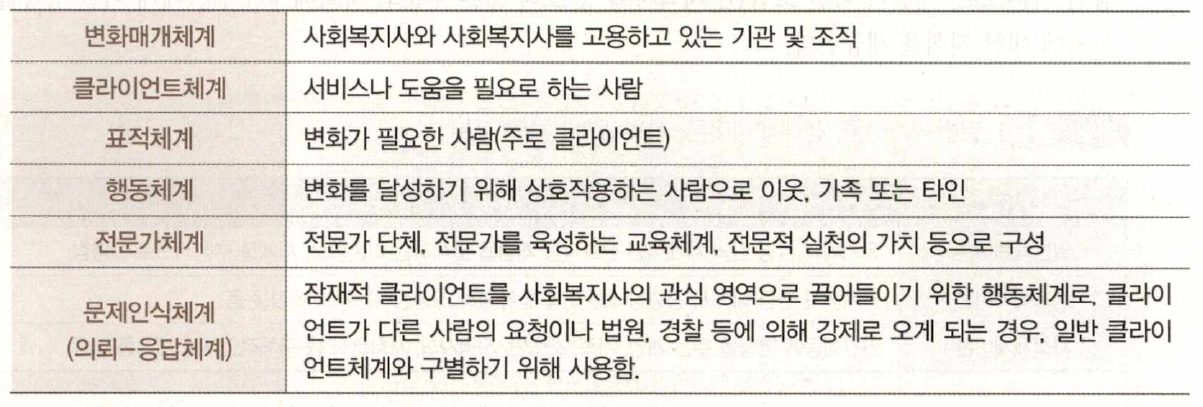 변화매개체계 사회복지사와 사회복지사를 고용하고 있는 기관 및 조직
클라이언트체계 서비스나 도움을 필요로 하는 사람
표적체계 변화가 필요한 사람(주로 클라이언트)
행동체계 변화를 달성하기 위해 상호작용하는 사람으로 이웃, 가족 또는 타인
전문가체계 전문가 단체, 전문가를 육성하는 교육체계, 전문적 실천의 가치 등으로 구성
문제인식체계
(의뢰-응답체계)
잠재적 클라이언트를 사회복지사의 관심 영역으로 끌어들이기 위한 행동체계로, 클라이
언트가 다른 사람의 요청이나 법원, 경찰 등에 의해 강제로 오게 되는 경우, 일반 클라이
언트체계와 구별하기 위해 사용함.